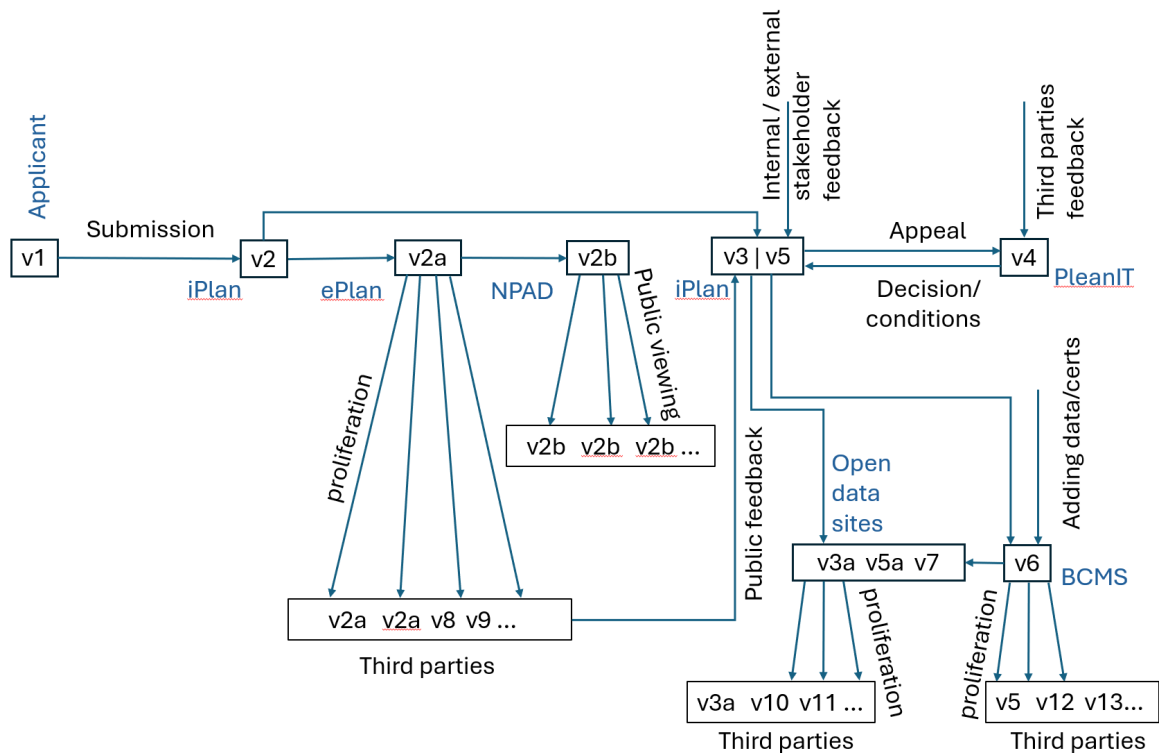 Applicant
Submission
v1
v2
v2a
v2b
iPlan
ePlan
NPAD
Internal / external
stakeholder
feedback
Third parties
feedback
v3 | v5
Appeal
v4
iPlan
Decision/
conditions
PleanIT
proliferation
Public viewing
v2b v2b v2b ...
Public feedback
Open
data
sites
Adding data/certs
v3a v5a v7
v6
BCMS
v2a v2a v8 v9 ...
Third parties
proliferation
proliferation
v3a v10 v11 ...
Third parties
v5 v12 v13...
Third parties